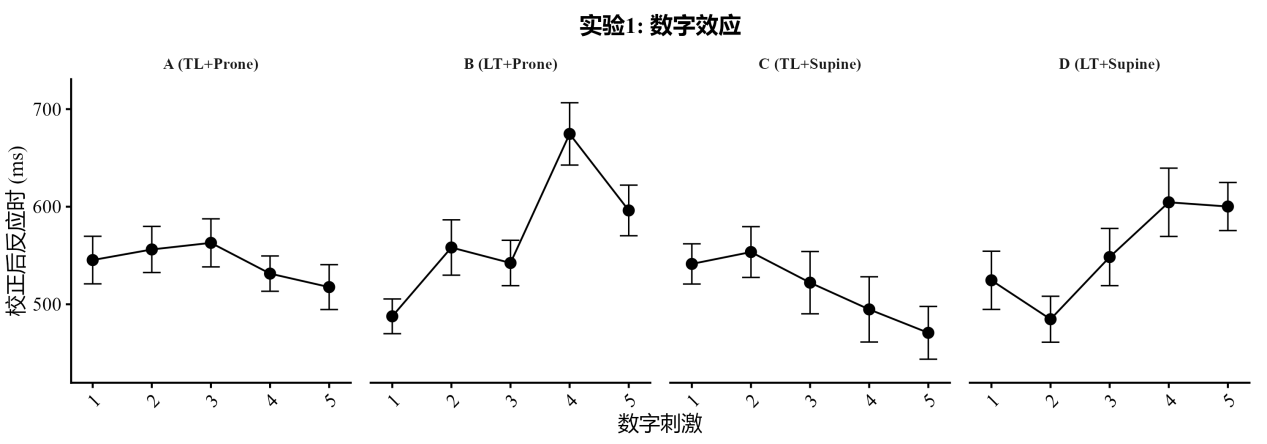 实验1: 数字效应
A (TL+Prone)
B (LT+Prone)
C (TL+Supine)
D (LT+Supine)
校正后反应时 (ms)
700
600
500
1 2 3 4 5
1 2 3 4 5
1 2 3 4 5
1 2 3 4 5
数字刺激